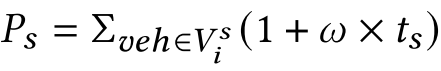 P_s = Σ_{veh∈V_i^s}(1 + ω × t_s)